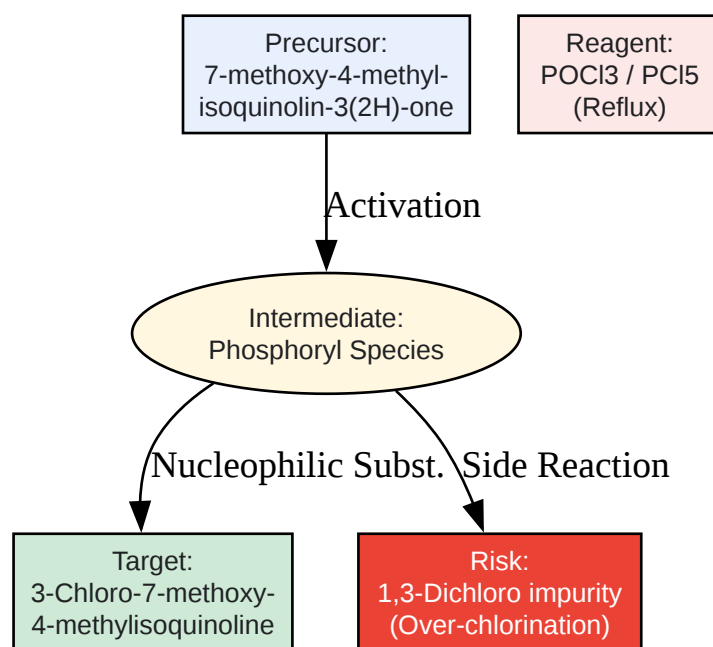 Precursor:
7-methoxy-4-methyl-
isoquinolin-3(2H)-one
Reagent:
POCl3 / PCl5
(Reflux)
Activation
Intermediate:
Phosphoryl Species
Nucleophilic Subst.
Side Reaction
Target:
3-Chloro-7-methoxy-
4-methylisoquinoline
Risk:
1,3-Dichloro impurity
(Over-chlorination)